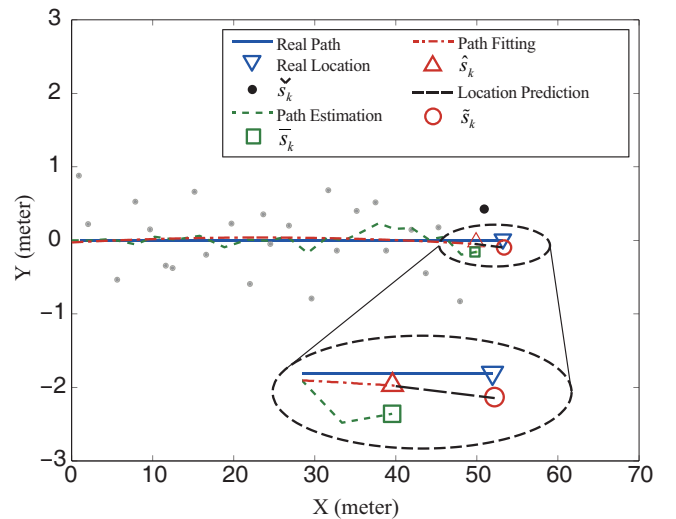 3
2
1
0
−1
−2
−3
Y (meter)
Real Path
Real Location
š_k
Path Estimation
s̅_k
Path Fitting
ŝ_k
Location Prediction
s̃_k
0 10 20 30 40 50 60 70
X (meter)